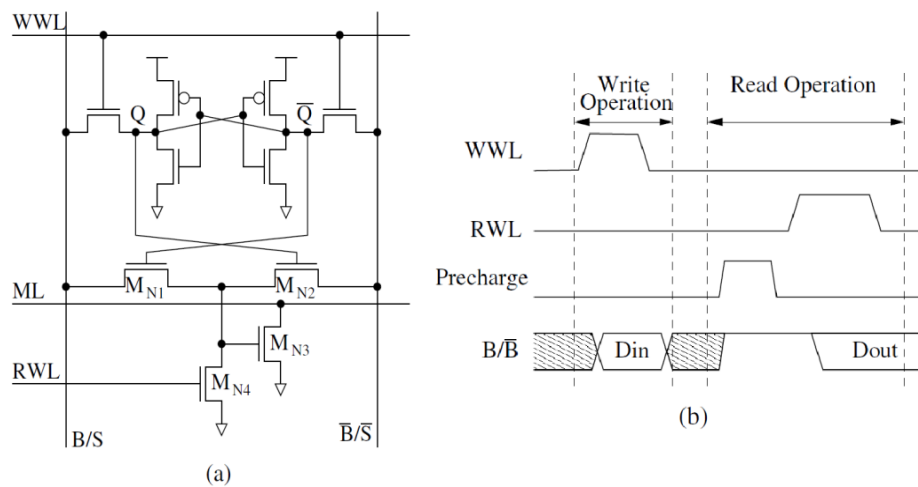 WWL
Q
Q̅
M_N1
M_N2
ML
M_N3
RWL
M_N4
B/S
B̅/S̅
(a)
Write
Operation
Read Operation
WWL
RWL
Precharge
B/B̅
Din
Dout
(b)